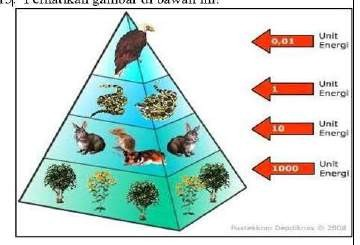 15. Perhatikan gambar di bawah ini!
0,01 Unit Energi
1 Unit Energi
10 Unit Energi
1000 Unit Energi
Pustekkom Depdiknas © 2008